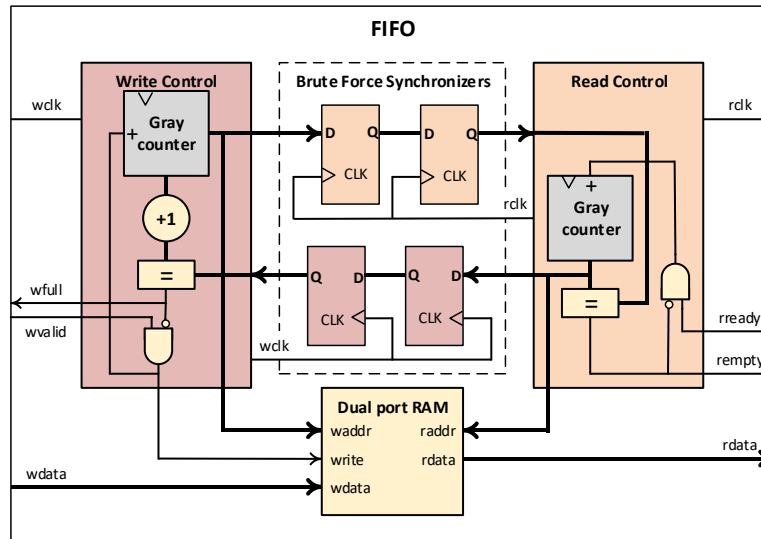 FIFO
Write Control
Brute Force Synchronizers
Read Control
wclk
rclk
+
Gray
counter
D
Q
D
Q
CLK
CLK
rclk
+
Gray
counter
+1
=
Q
D
Q
D
CLK
CLK
=
wfull
wvalid
wclk
rready
rempty
Dual port RAM
waddr
raddr
write
rdata
wdata
wdata
rdata